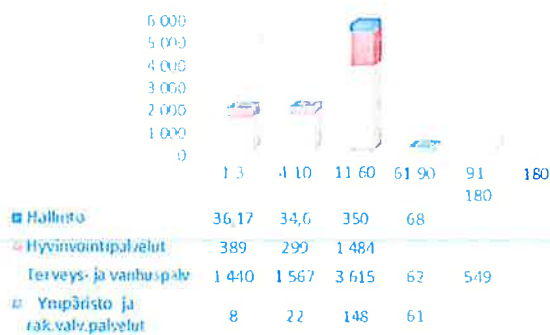 6 000
5 000
4 000
3 000
2 000
1 000
0
1 3 4 10 11 60 61 90 91 180 180
Hallinto 36,17 34,6 350 68
Hyvinvointipalvelut 389 299 1 484
Terveys- ja vanhuspalv 1 440 1 567 3 615 62 549
Ympäristo ja
rak.valv.palvelut 8 22 148 61